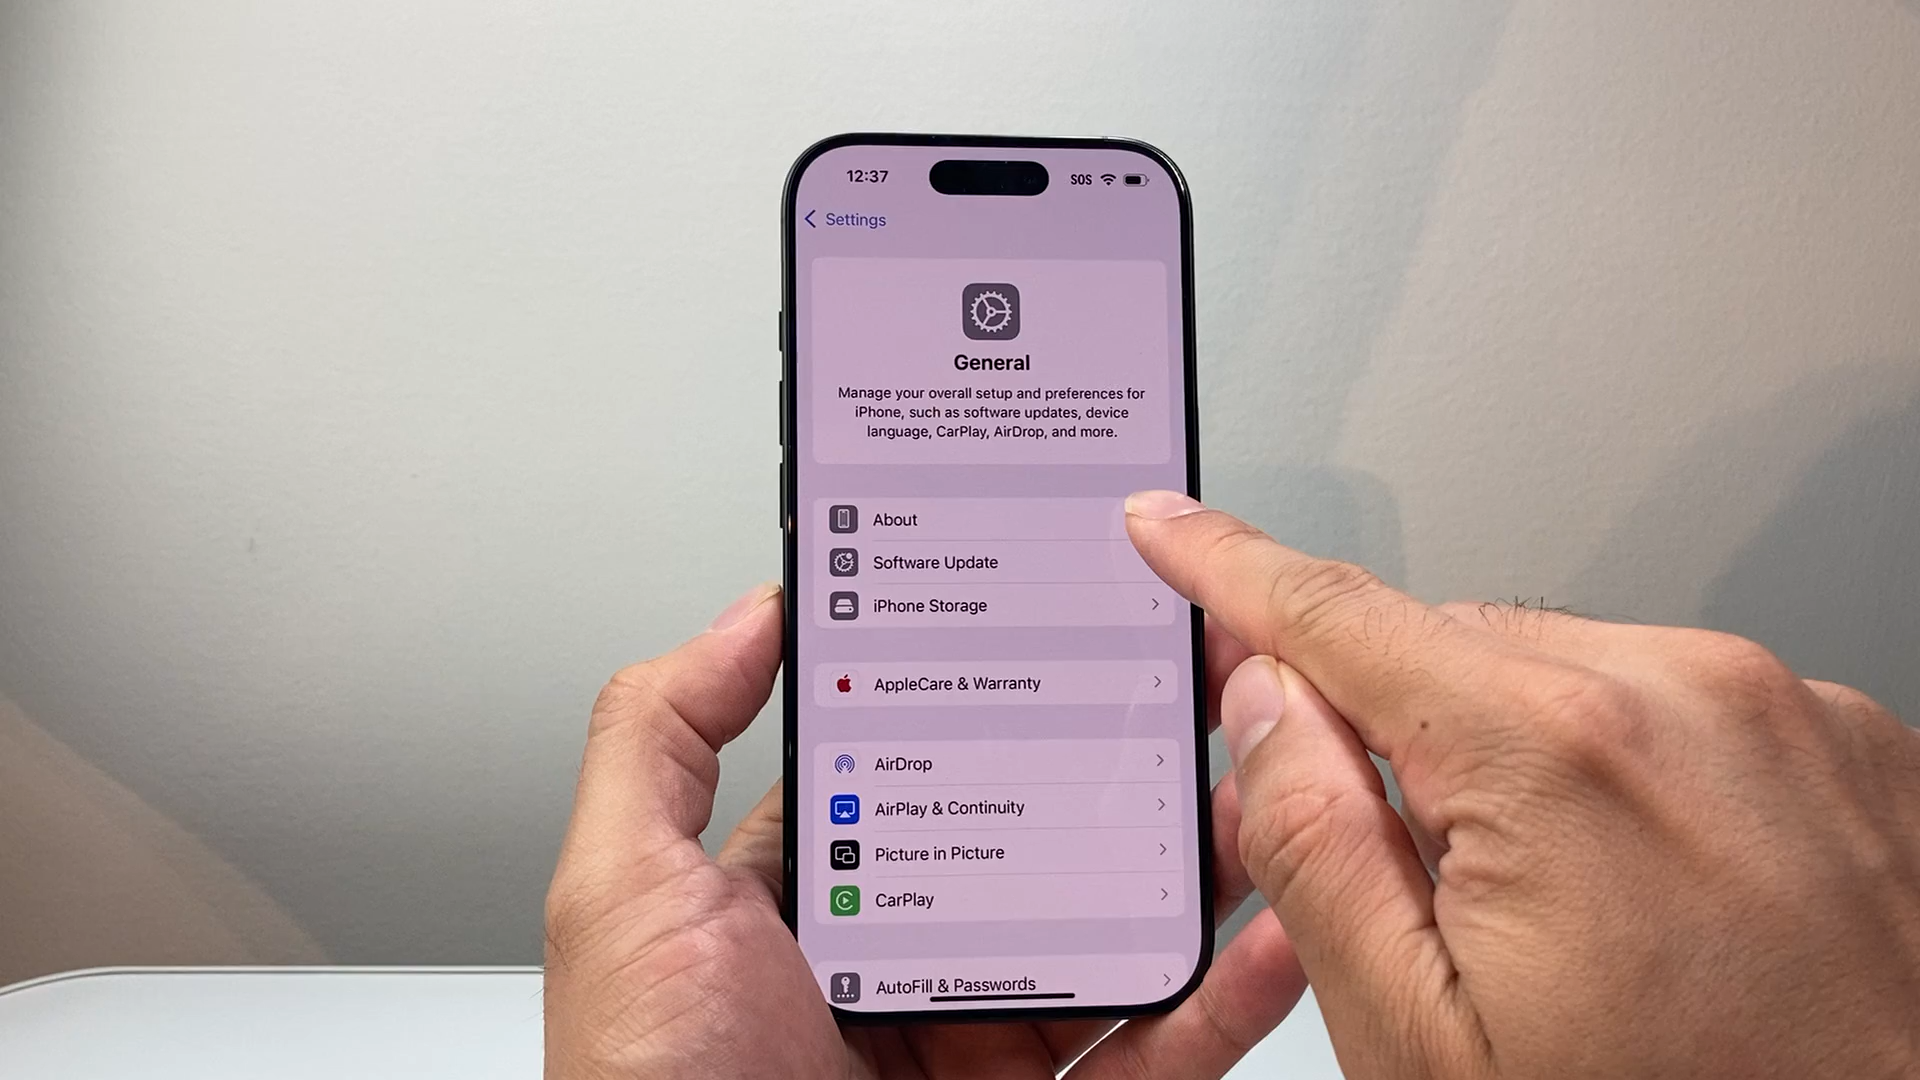 12:37
SOS
Settings
General
Manage your overall setup and preferences for
iPhone, such as software updates, device
language, CarPlay, AirDrop, and more.
About
Software Update
iPhone Storage
AppleCare & Warranty
AirDrop
AirPlay & Continuity
Picture in Picture
CarPlay
AutoFill & Passwords